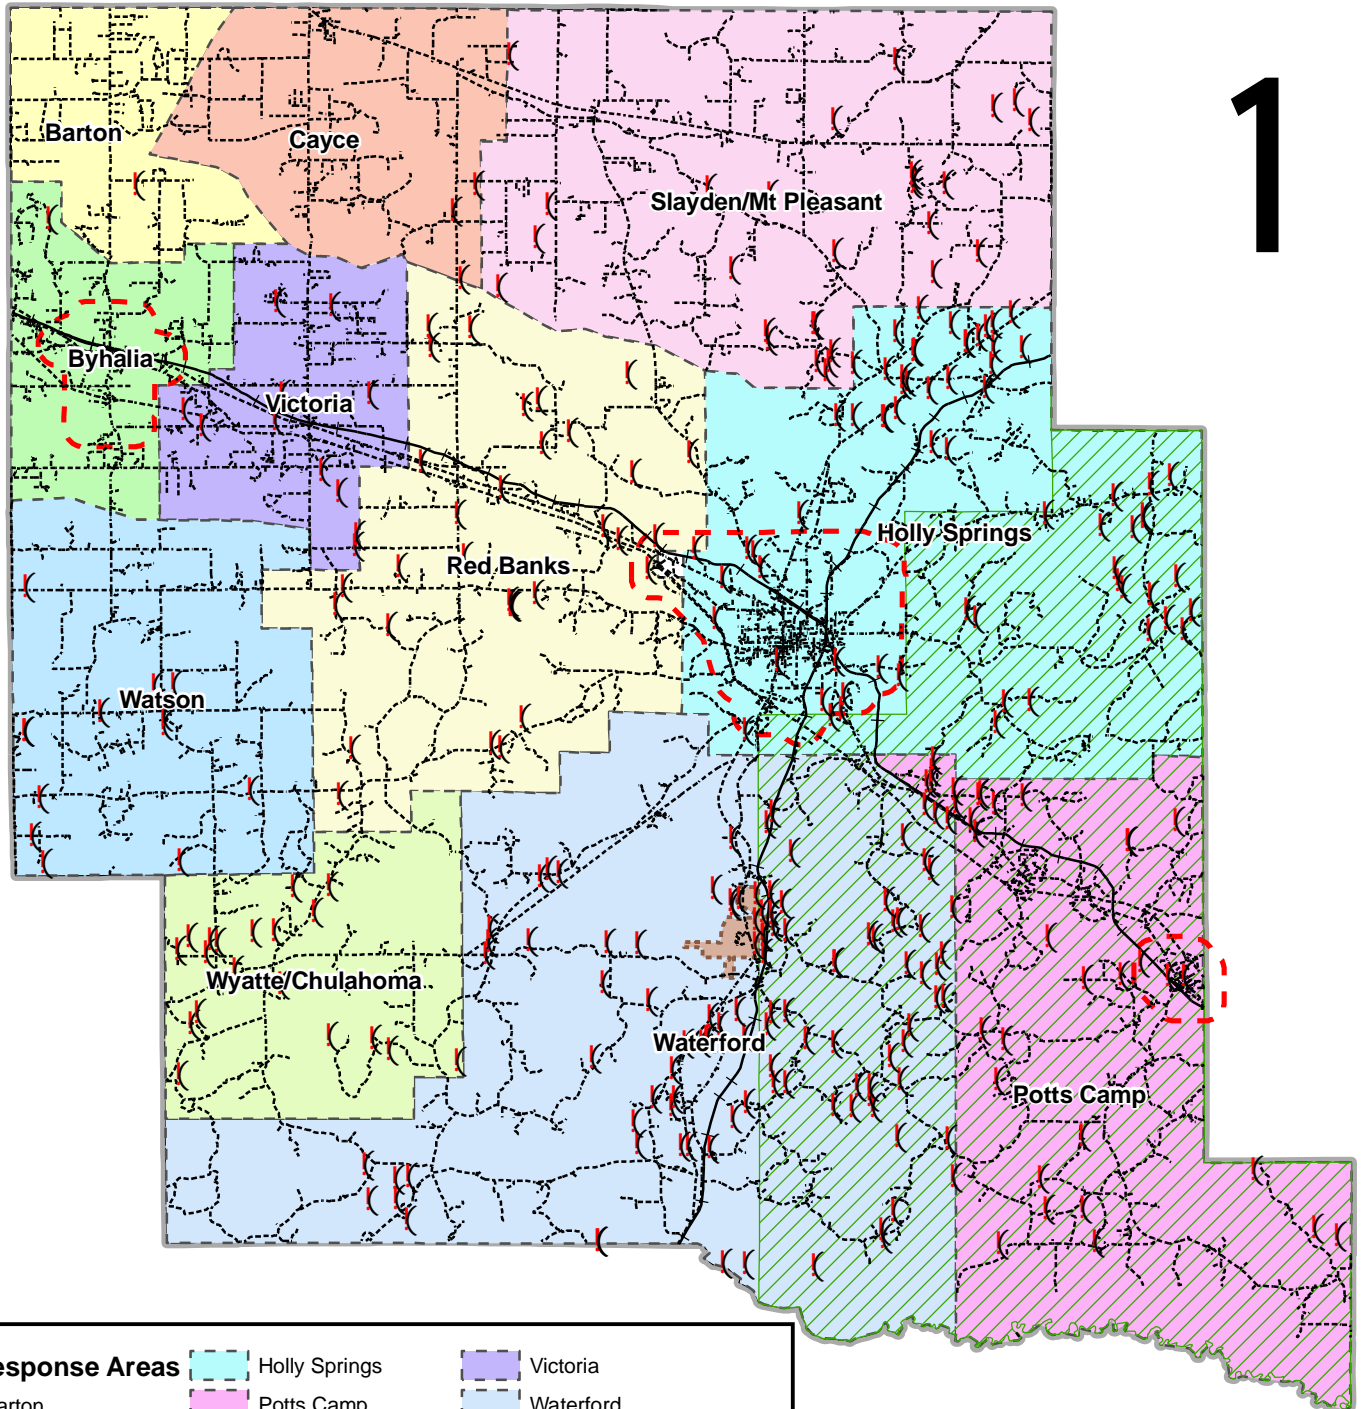 1
Barton
Cayce
Slayden/Mt Pleasant
Byhalia
Victoria
Holly Springs
Red Banks
Watson
Wyatte/Chulahoma
Waterford
Potts Camp
esponse Areas
Holly Springs
Victoria
arton
Potts Camp
Waterford